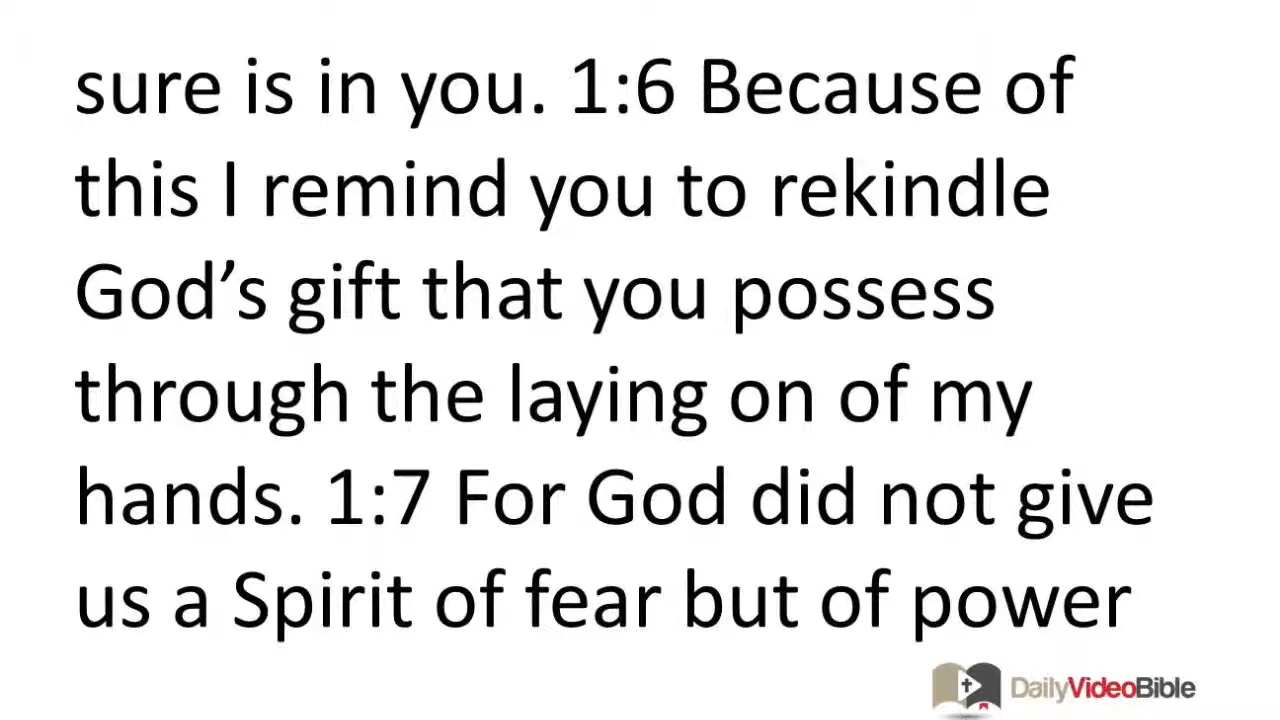 sure is in you. 1:6 Because of
this I remind you to rekindle
God’s gift that you possess
through the laying on of my
hands. 1:7 For God did not give
us a Spirit of fear but of power
DailyVideoBible